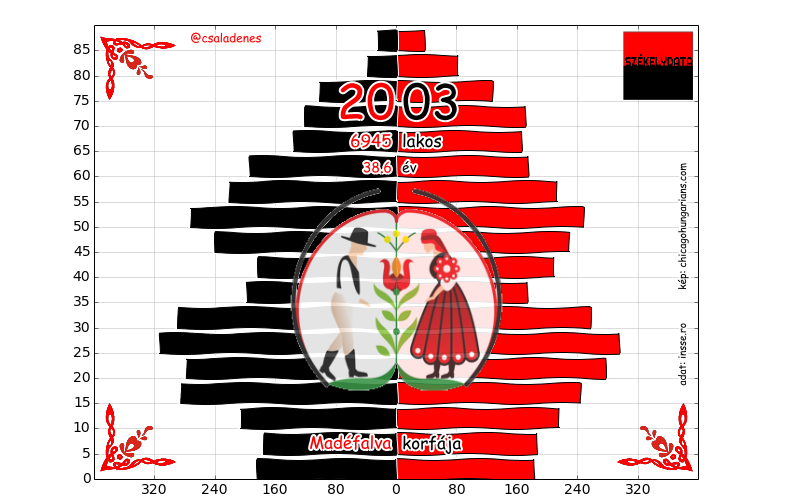 @csaladenes
SZÉKELYDATA
2003
6945 lakos
38.6 év
85
80
75
70
65
60
55
50
45
40
35
30
25
20
15
10
5
0
kép: chicagohungarians.com
adat: insse.ro
Madéfalva korfája
320 240 160 80 0 80 160 240 320